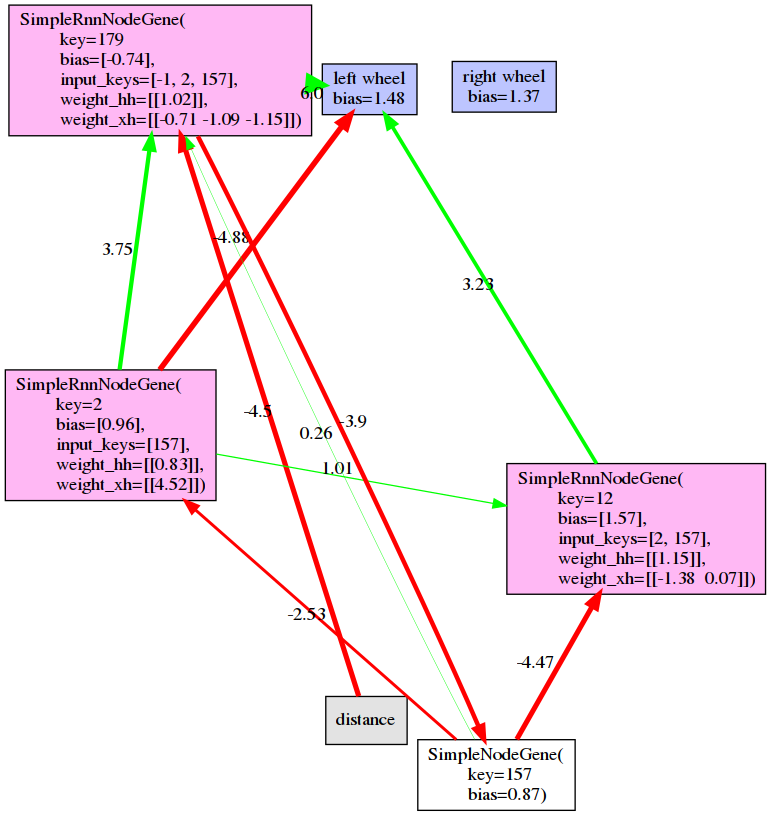 SimpleRnnNodeGene(
key=179
bias=[-0.74],
input_keys=[-1, 2, 157],
weight_hh=[[1.02]],
weight_xh=[[-0.71 -1.09 -1.15]])
6.0
left wheel
bias=1.48
right wheel
bias=1.37
-4.88
3.75
3.23
SimpleRnnNodeGene(
key=2
bias=[0.96],
input_keys=[157],
weight_hh=[[0.83]],
weight_xh=[[4.52]])
-4.5
-3.9
0.26
1.01
SimpleRnnNodeGene(
key=12
bias=[1.57],
input_keys=[2, 157],
weight_hh=[[1.15]],
weight_xh=[[-1.38 0.07]])
-2.53
-4.47
distance
SimpleNodeGene(
key=157
bias=0.87)